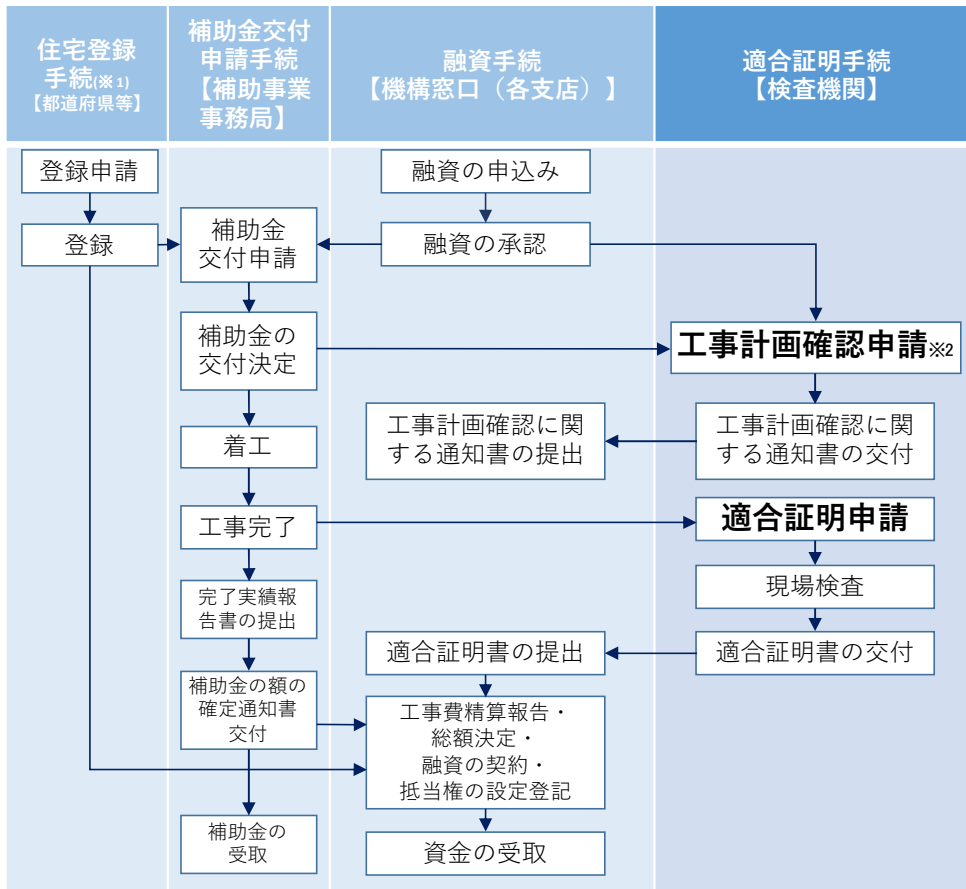 住宅登録
手続(※1)
【都道府県等】
補助金交付
申請手続
【補助事業
事務局】
融資手続
【機構窓口（各支店）】
適合証明手続
【検査機関】
登録申請
登録
補助金
交付申請
補助金の
交付決定
着工
工事完了
完了実績報
告書の提出
補助金の額の
確定通知書
交付
補助金の
受取
融資の申込み
融資の承認
工事計画確認に関
する通知書の提出
適合証明書の提出
工事費精算報告・
総額決定・
融資の契約・
抵当権の設定登記
資金の受取
工事計画確認申請※2
工事計画確認に関
する通知書の交付
適合証明申請
現場検査
適合証明書の交付